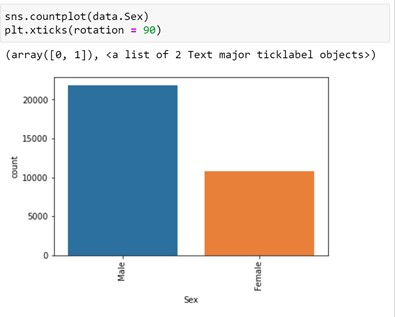 sns.countplot(data.Sex)
plt.xticks(rotation = 90)
(array([0, 1]), <a list of 2 Text major ticklabel objects>)
20000
15000
10000
5000
0
count
Male
Female
Sex